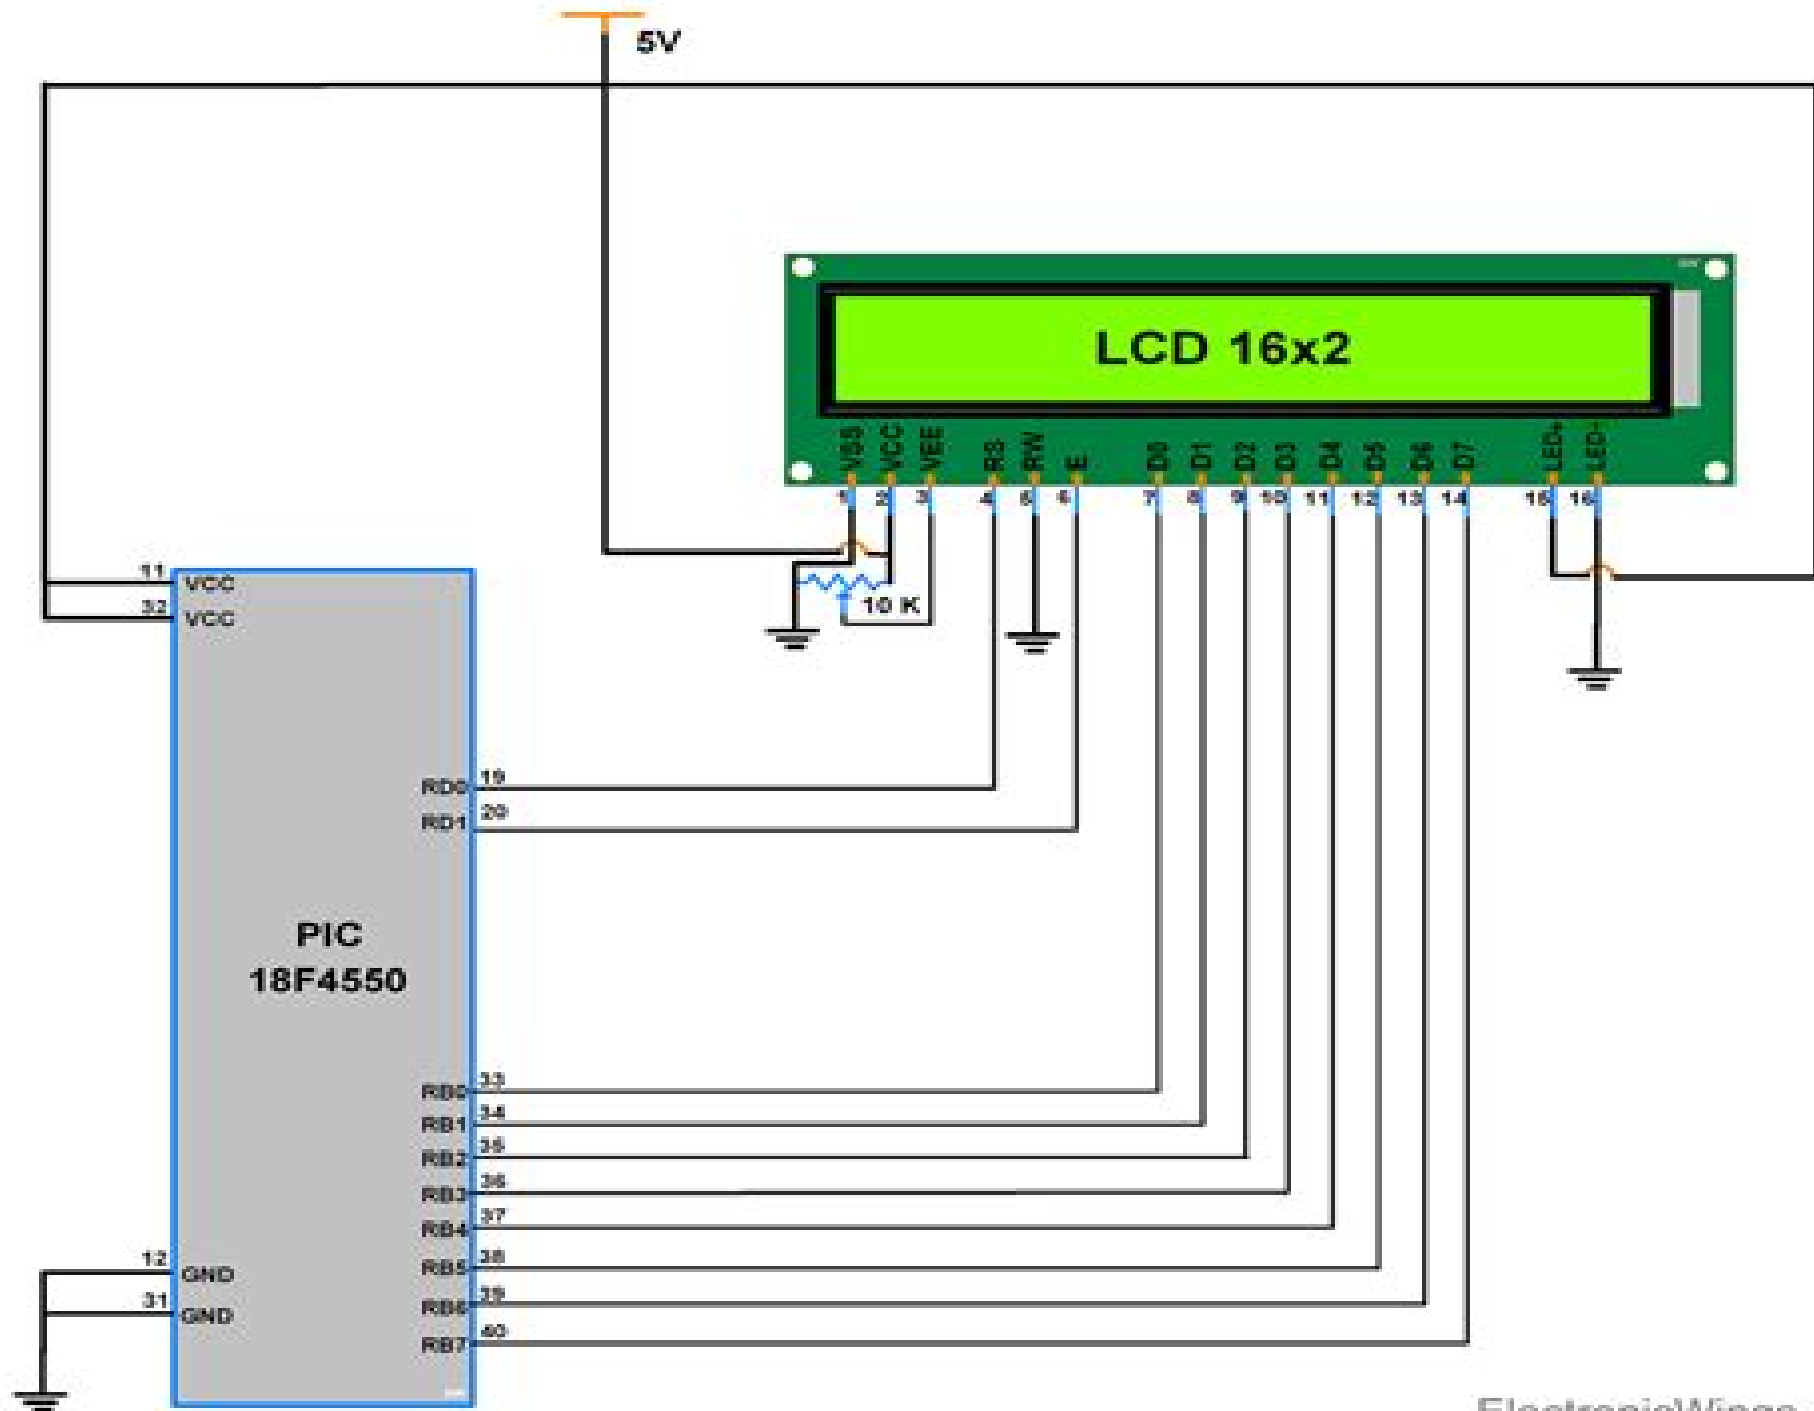 5V
LCD 16x2
VSS VCC VEE RS RW E D0 D1 D2 D3 D4 D5 D6 D7 LED+ LED-
1 2 3 4 5 6 7 8 9 10 11 12 13 14 15 16
10 K
11 VCC
32 VCC
RD0 19
RD1 20
PIC
18F4550
RB0 33
RB1 34
RB2 35
RB3 36
RB4 37
12 GND
RB5 38
31 GND
RB6 39
RB7 40
ElectronicWings